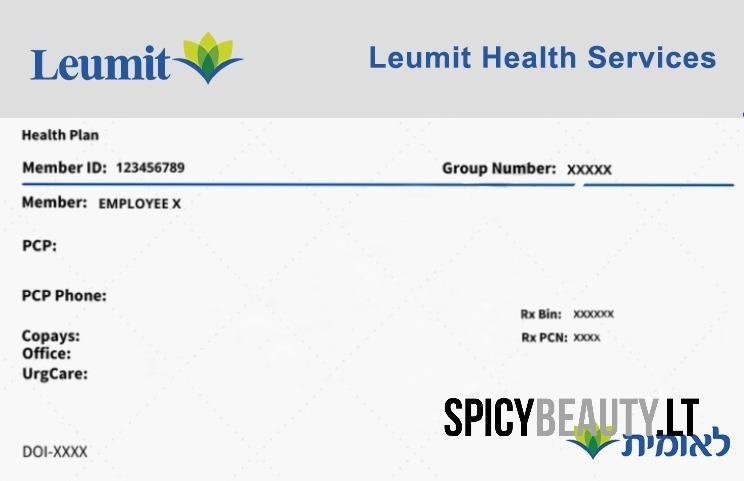 Leumit
Leumit Health Services
Health Plan
Member ID: 123456789
Group Number: XXXXX
Member: EMPLOYEE X
PCP:
PCP Phone:
Rx Bin: XXXXXX
Rx PCN: XXXX
Copays:
Office:
UrgCare:
SPICYBEAUTY.LT
לאומית
DOI-XXXX